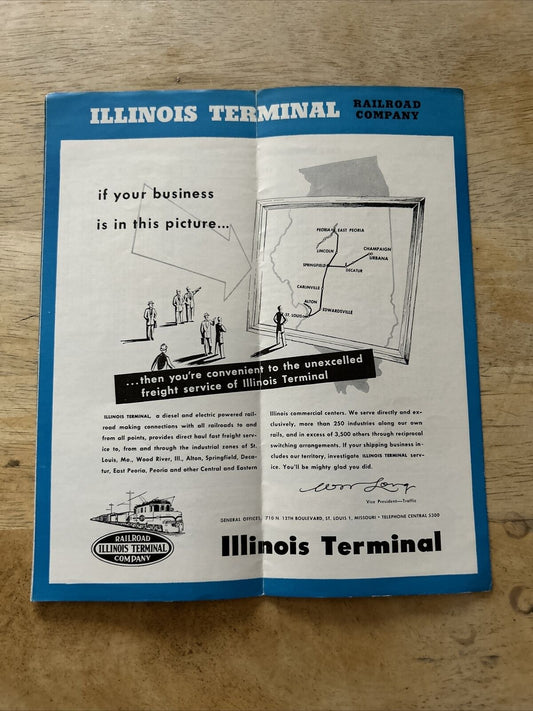 ILLINOIS TERMINAL RAILROAD
COMPANY
if your business
is in this picture...
PEORIA EAST PEORIA
LINCOLN
CHAMPAIGN
URBANA
SPRINGFIELD
DECATUR
CARLINVILLE
ALTON
EDWARDSVILLE
ST. LOUIS
...then you're convenient to the unexcelled
freight service of Illinois Terminal
ILLINOIS TERMINAL, a diesel and electric powered rail-
road making connections with all railroads to and
from all points, provides direct haul fast freight serv-
ice to, from and through the industrial zones of St.
Louis, Mo., Wood River, Ill., Alton, Springfield, Deca-
tur, East Peoria, Peoria and other Central and Eastern
Illinois commercial centers. We serve directly and ex-
clusively, more than 250 industries along our own
rails, and in excess of 3,500 others through reciprocal
switching arrangements. If your shipping business in-
cludes our territory, investigate ILLINOIS TERMINAL serv-
ice. You'll be mighty glad you did.
Vice President—Traffic
GENERAL OFFICES, 710 N. 12TH BOULEVARD, ST. LOUIS 1, MISSOURI • TELEPHONE CENTRAL 5300
RAILROAD
ILLINOIS TERMINAL
COMPANY
Illinois Terminal